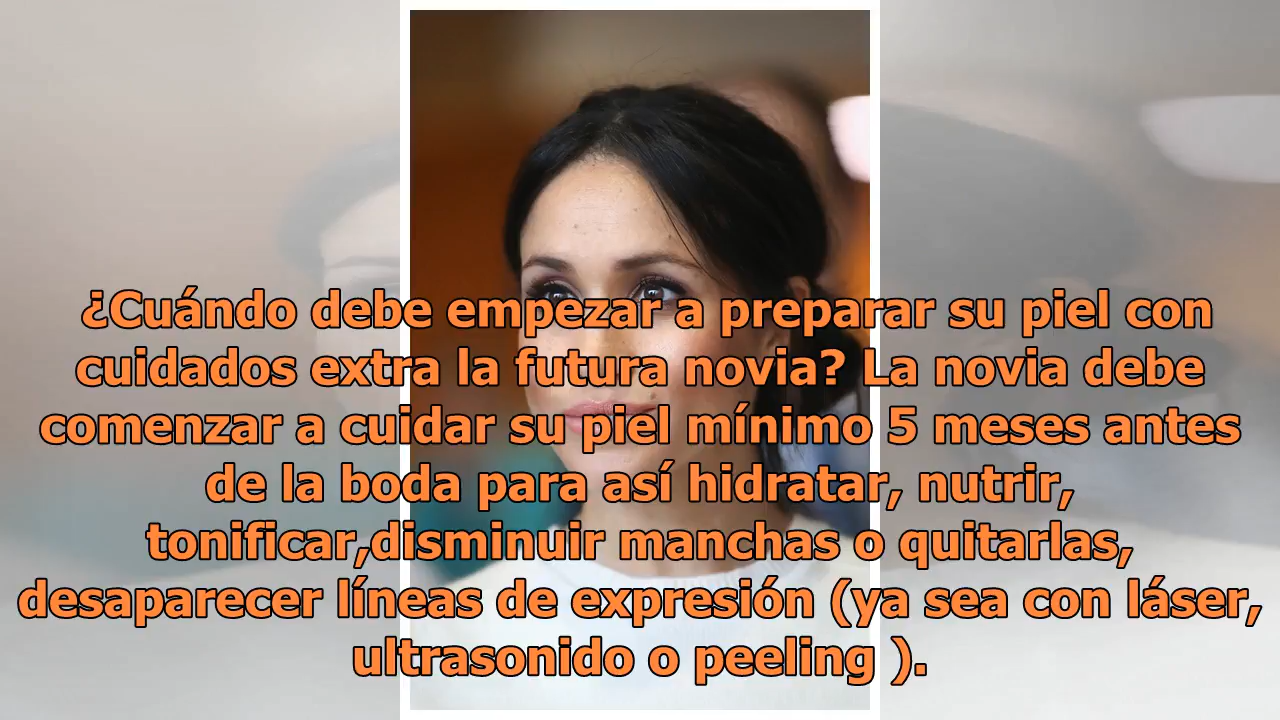 ¿Cuándo debe empezar a preparar su piel con
cuidados extra la futura novia? La novia debe
comenzar a cuidar su piel mínimo 5 meses antes
de la boda para así hidratar, nutrir,
tonificar,disminuir manchas o quitarlas,
desaparecer líneas de expresión (ya sea con láser,
ultrasonido o peeling ).